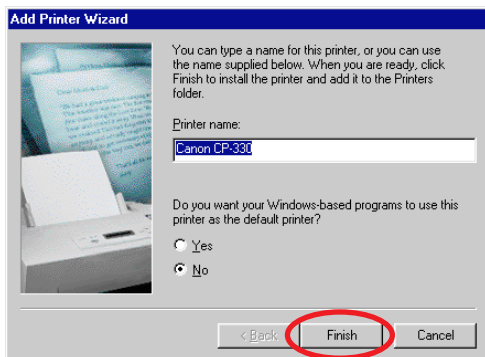 Add Printer Wizard
You can type a name for this printer, or you can use
the name supplied below. When you are ready, click
Finish to install the printer and add it to the Printers
folder.
Printer name:
Canon CP-330
Do you want your Windows-based programs to use this
printer as the default printer?
Yes
No
< Back
Finish
Cancel